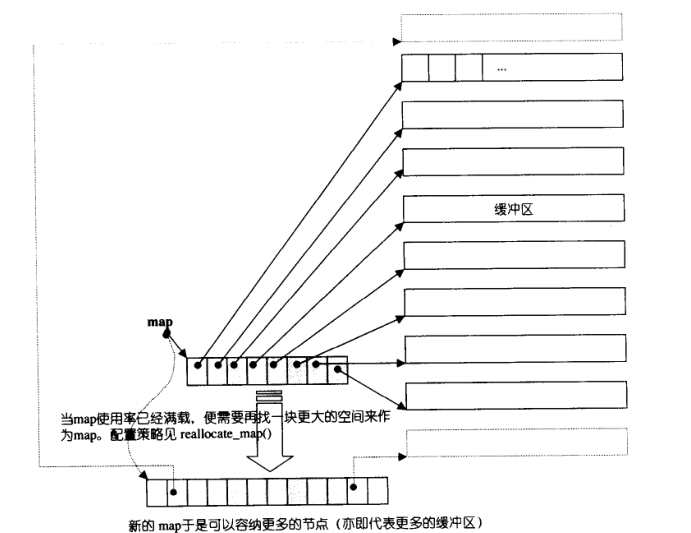 ...
缓冲区
map
当map使用率已经满载，便需要再找一块更大的空间来作
为map。配置策略见 reallocate_map()
新的 map于是可以容纳更多的节点（亦即代表更多的缓冲区）